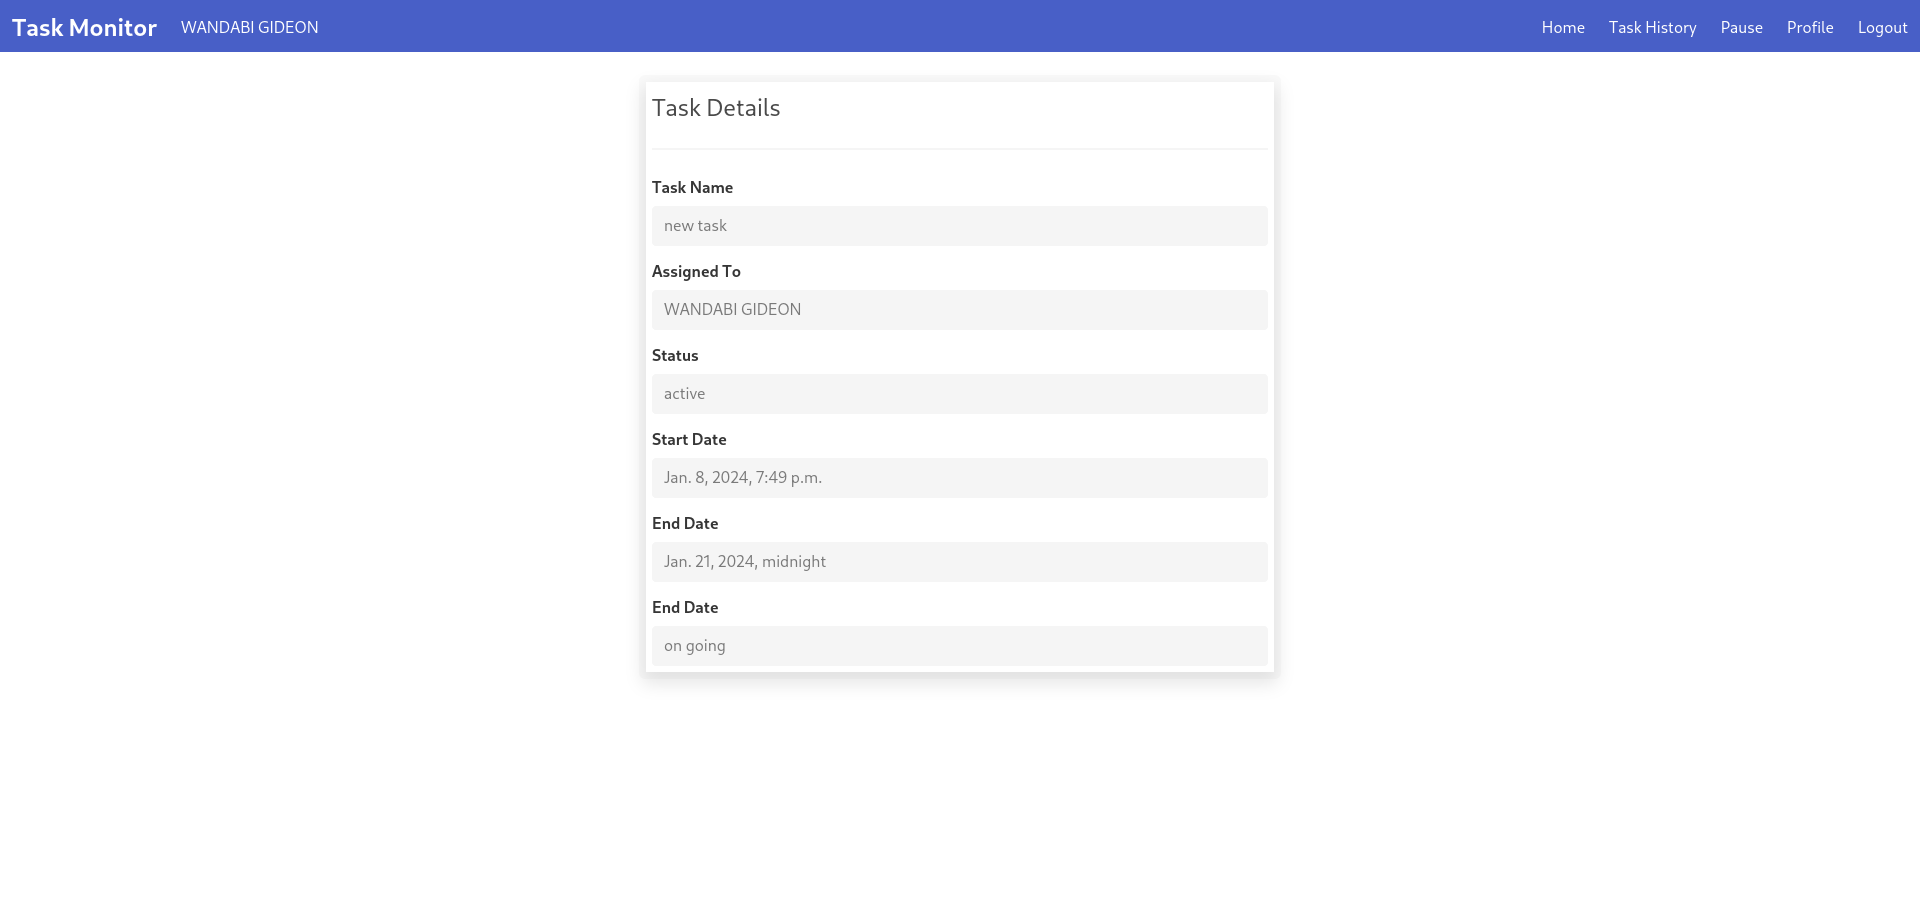 Task Monitor WANDABI GIDEON Home Task History Pause Profile Logout
Task Details
Task Name
new task
Assigned To
WANDABI GIDEON
Status
active
Start Date
Jan. 8, 2024, 7:49 p.m.
End Date
Jan. 21, 2024, midnight
End Date
on going